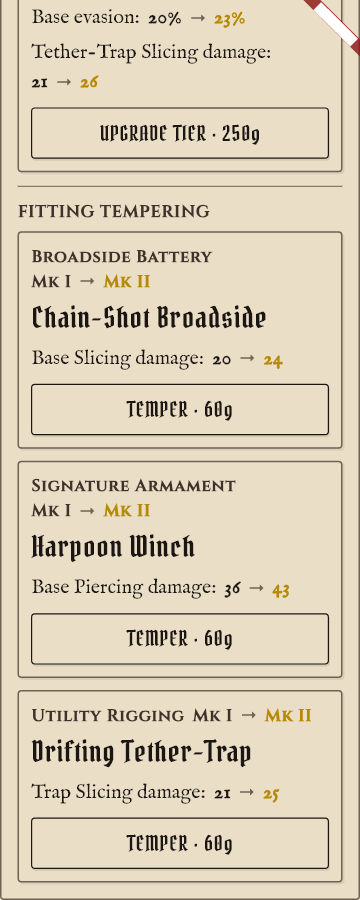 Base evasion: 20% → 23%
Tether-Trap Slicing damage:
21 → 26
UPGRADE TIER · 250g
FITTING TEMPERING
BROADSIDE BATTERY
MK I → MK II
Chain-Shot Broadside
Base Slicing damage: 20 → 24
TEMPER · 60g
SIGNATURE ARMAMENT
MK I → MK II
Harpoon Winch
Base Piercing damage: 36 → 43
TEMPER · 60g
UTILITY RIGGING MK I → MK II
Drifting Tether-Trap
Trap Slicing damage: 21 → 25
TEMPER · 60g